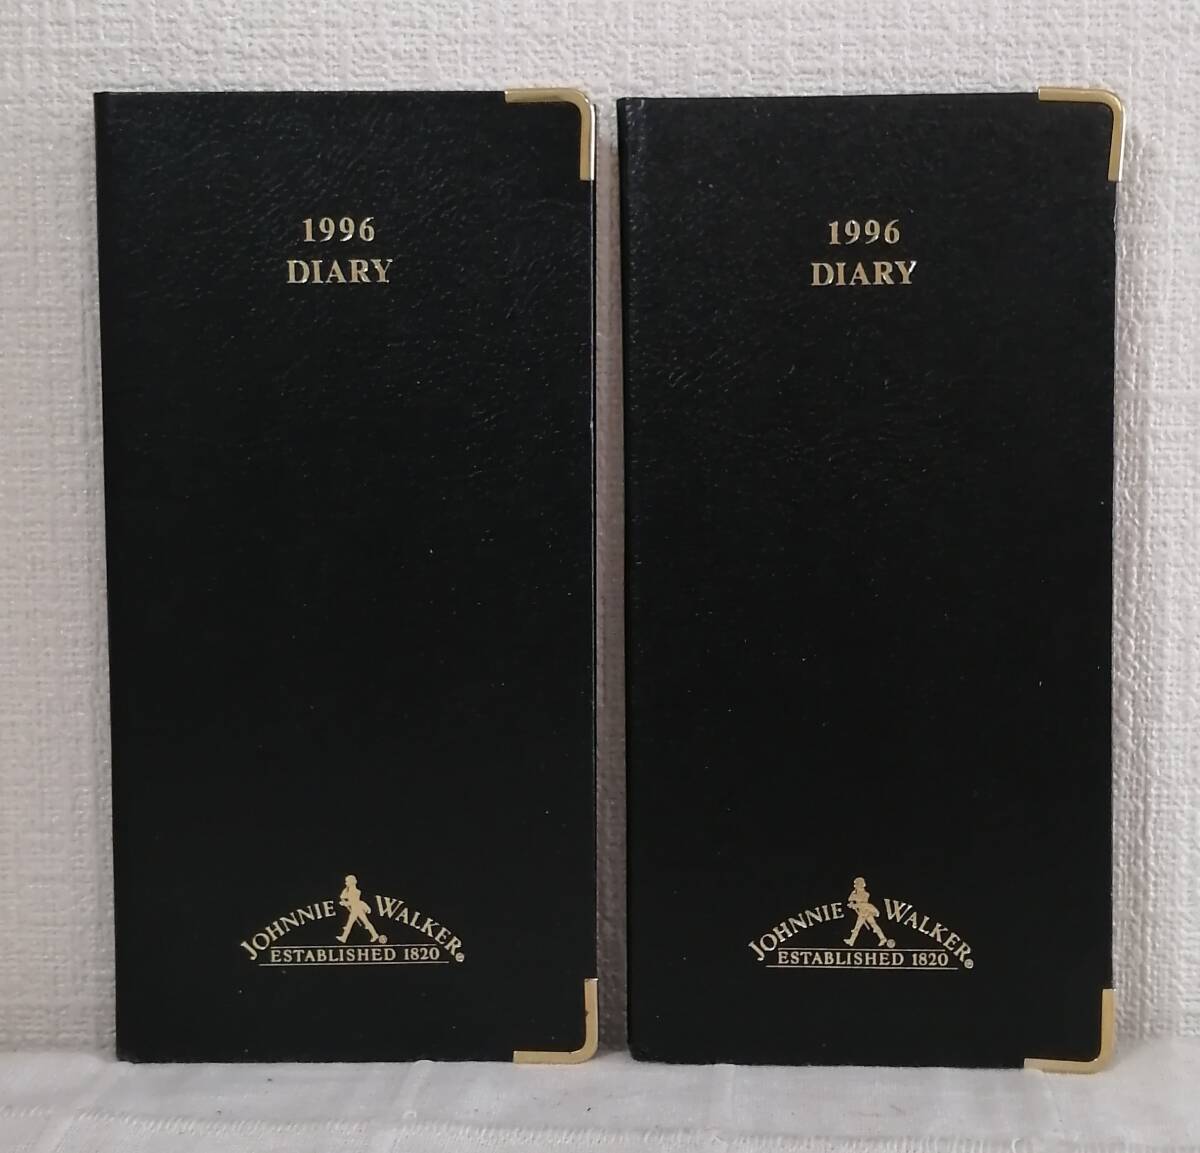 1996
DIARY
JOHNNIE WALKER®
ESTABLISHED 1820
1996
DIARY
JOHNNIE WALKER®
ESTABLISHED 1820